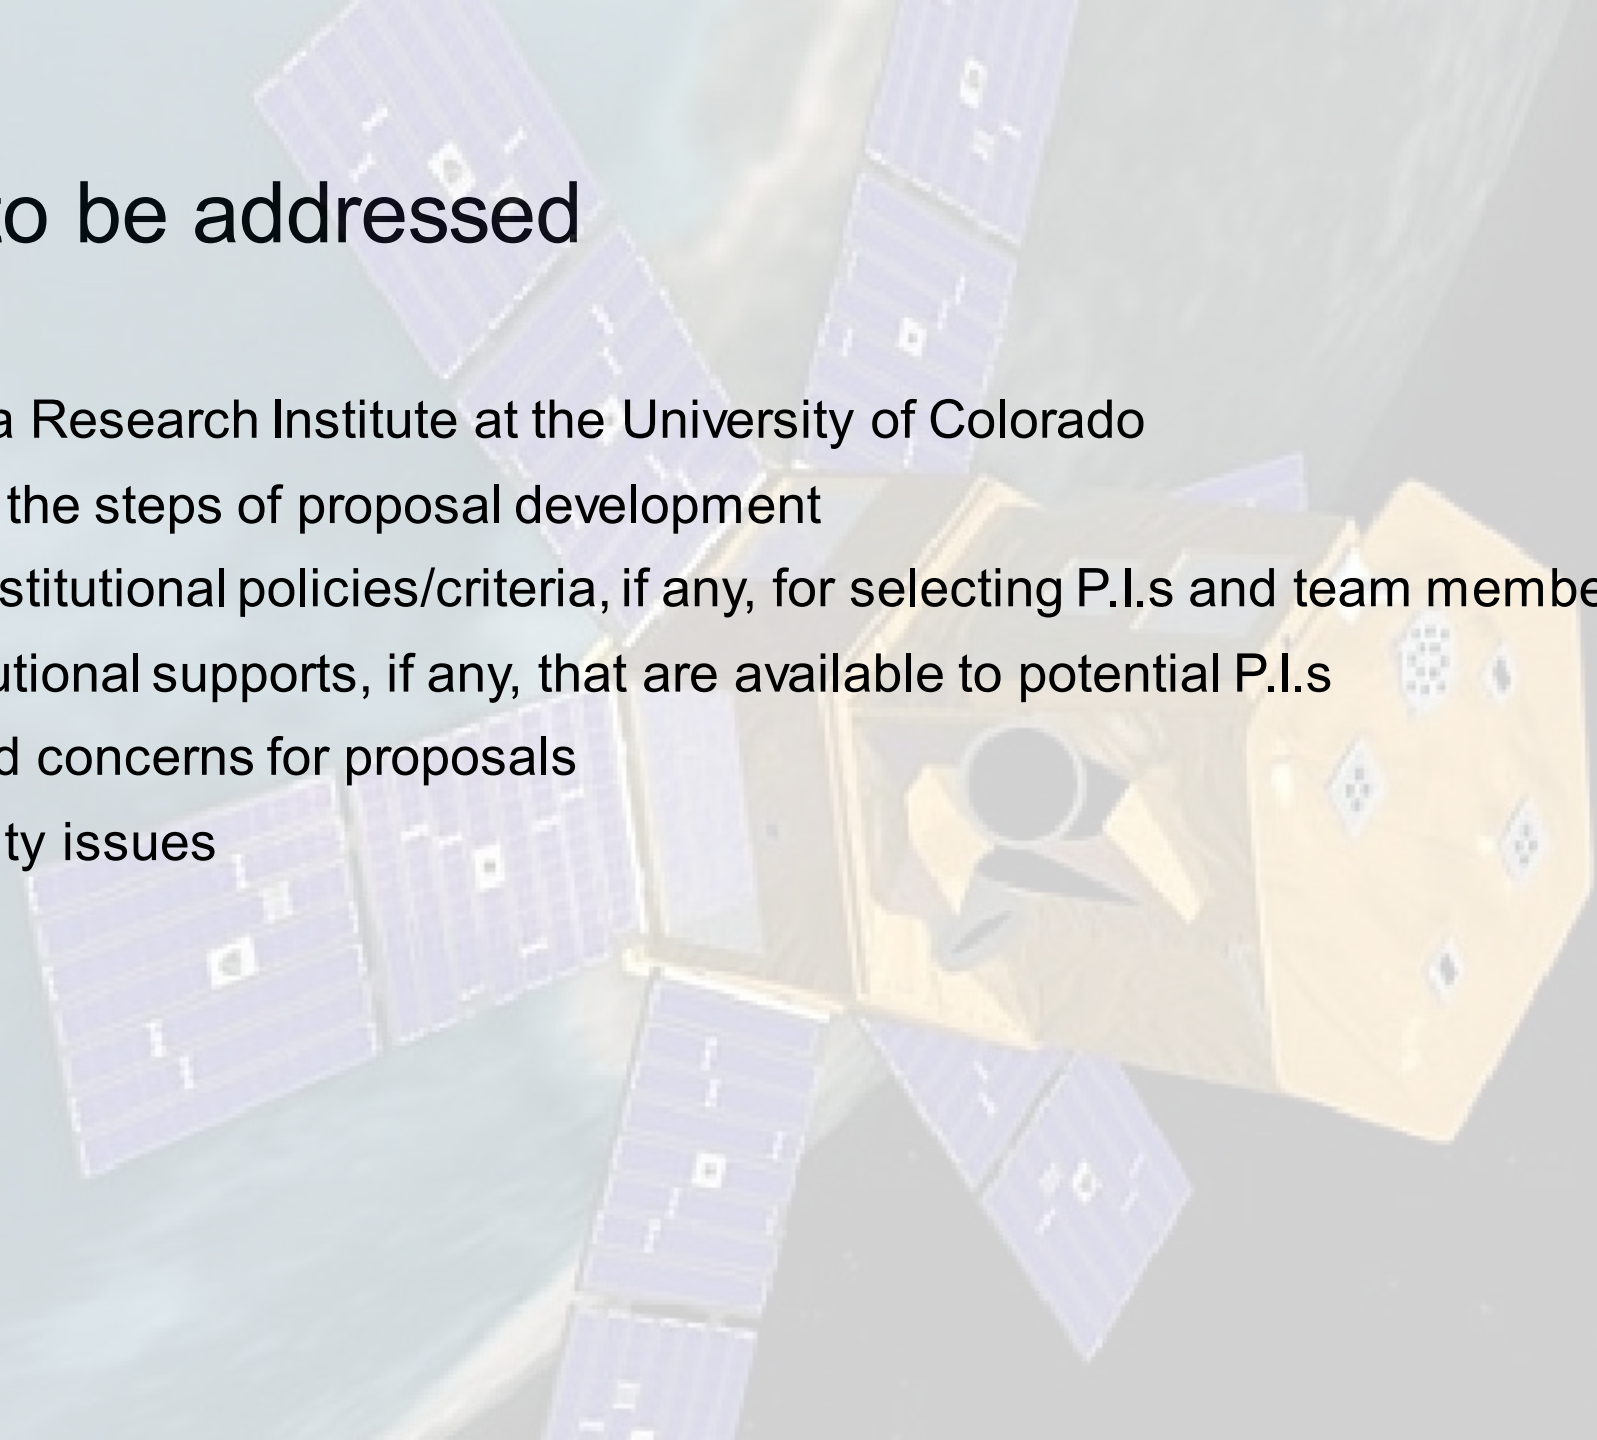 to be addressed
a Research Institute at the University of Colorado
the steps of proposal development
stitutional policies/criteria, if any, for selecting P.I.s and team membe
utional supports, if any, that are available to potential P.I.s
d concerns for proposals
ty issues